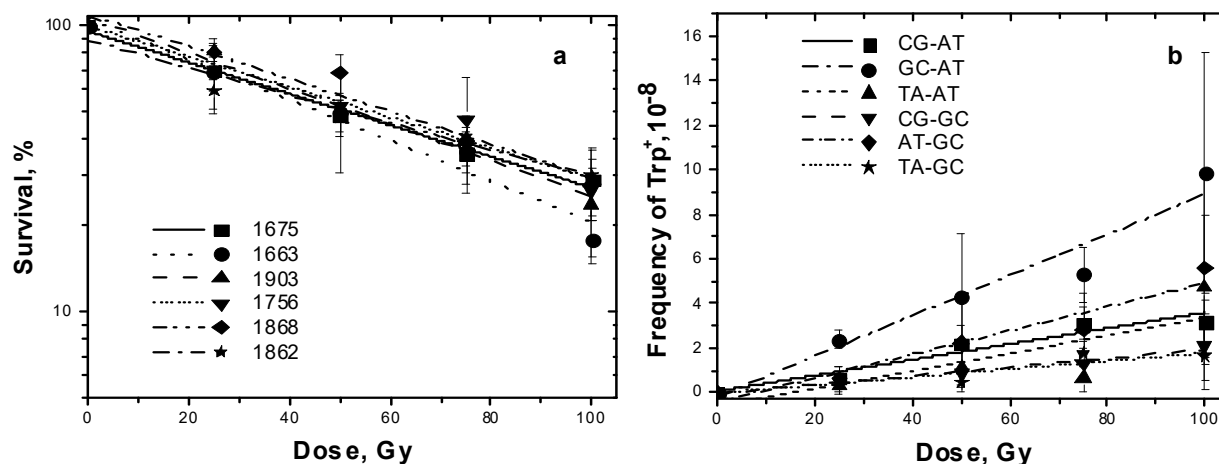 a
100
10
Survival, %
1675
1663
1903
1756
1868
1862
0 20 40 60 80 100
Dose, Gy
b
16
14
12
10
8
6
4
2
0
Frequency of Trp⁺,10⁻⁸
CG-AT
GC-AT
TA-AT
CG-GC
AT-GC
TA-GC
0 20 40 60 80 100
Dose, Gy